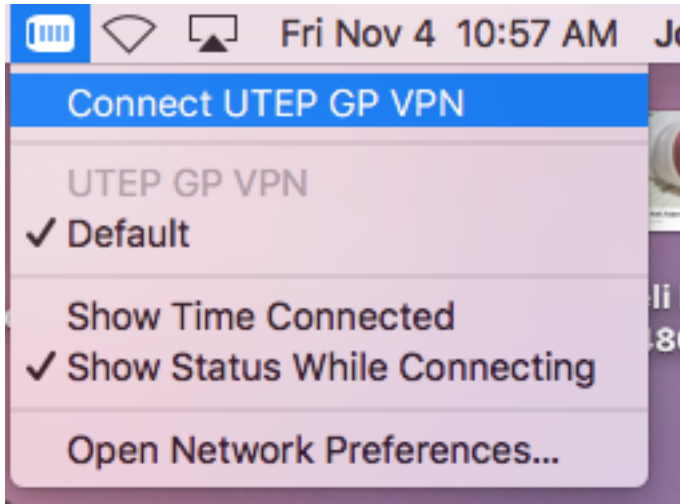 Fri Nov 4 10:57 AM
Connect UTEP GP VPN
UTEP GP VPN
✓ Default
Show Time Connected
✓ Show Status While Connecting
Open Network Preferences...